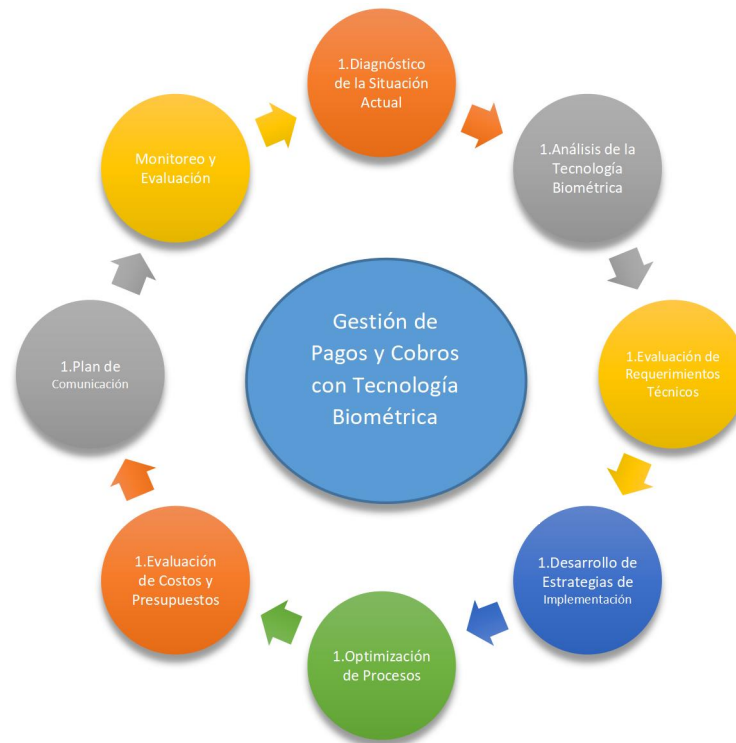 1.Diagnóstico
de la Situación
Actual
1.Análisis de la
Tecnología
Biométrica
1.Evaluación de
Requerimientos
Técnicos
1.Desarrollo de
Estrategias de
Implementación
1.Optimización
de Procesos
1.Evaluación
de Costos y
Presupuestos
1.Plan de
Comunicación
Monitoreo y
Evaluación
Gestión de
Pagos y Cobros
con Tecnología
Biométrica